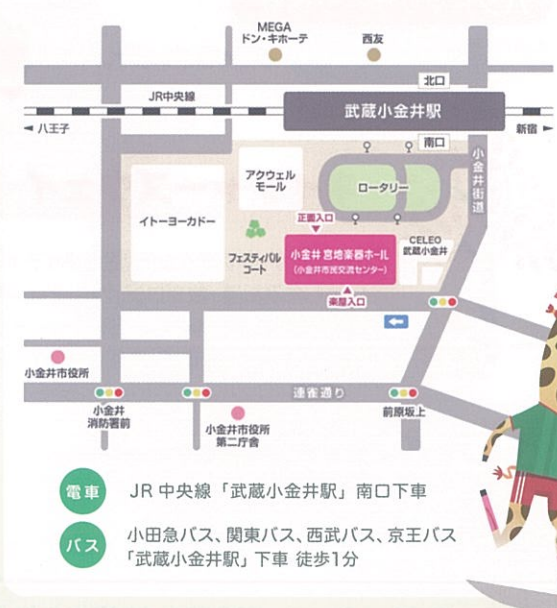 MEGA
ドン・キホーテ
西友
北口
JR中央線
武蔵小金井駅
八王子
新宿
南口
小金井街道
アクウェル
モール
ロータリー
イトーヨーカドー
正面入口
フェスティバル
コート
小金井 宮地楽器ホール
(小金井市民交流センター)
CELEO
武蔵小金井
楽屋入口
小金井市役所
連雀通り
小金井
消防署前
小金井市役所
第二庁舎
前原坂上
電車
JR 中央線「武蔵小金井駅」南口下車
バス
小田急バス、関東バス、西武バス、京王バス
「武蔵小金井駅」下車 徒歩1分